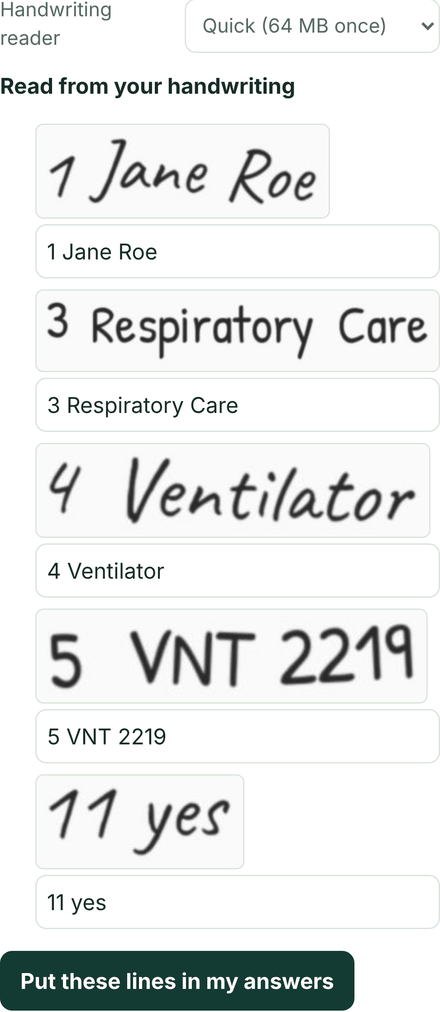 Handwriting
reader
Quick (64 MB once)
Read from your handwriting
1 Jane Roe
1 Jane Roe
3 Respiratory Care
3 Respiratory Care
4 Ventilator
4 Ventilator
5 VNT 2219
5 VNT 2219
11 yes
11 yes
Put these lines in my answers